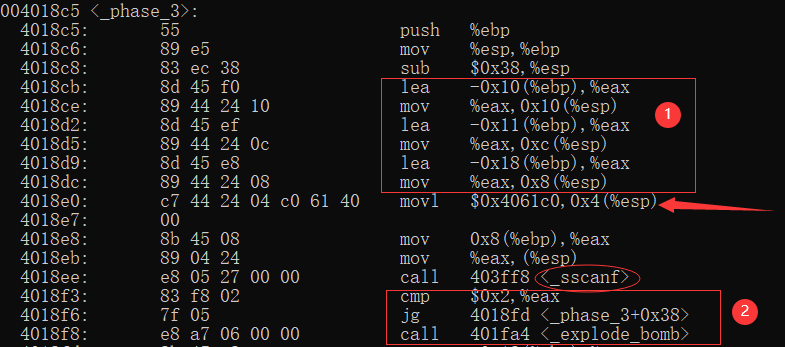 004018c5 <_phase_3>:
4018c5: 55 push %ebp
4018c6: 89 e5 mov %esp,%ebp
4018c8: 83 ec 38 sub $0x38,%esp
4018cb: 8d 45 f0 lea -0x10(%ebp),%eax
4018ce: 89 44 24 10 mov %eax,0x10(%esp)
4018d2: 8d 45 ef lea -0x11(%ebp),%eax
4018d5: 89 44 24 0c mov %eax,0xc(%esp)
4018d9: 8d 45 e8 lea -0x18(%ebp),%eax
4018dc: 89 44 24 08 mov %eax,0x8(%esp)
4018e0: c7 44 24 04 c0 61 40 movl $0x4061c0,0x4(%esp)
4018e7: 00
4018e8: 8b 45 08 mov 0x8(%ebp),%eax
4018eb: 89 04 24 mov %eax,(%esp)
4018ee: e8 05 27 00 00 call 403ff8 <_sscanf>
4018f3: 83 f8 02 cmp $0x2,%eax
4018f6: 7f 05 jg 4018fd <_phase_3+0x38>
4018f8: e8 a7 06 00 00 call 401fa4 <_explode_bomb>
1
2